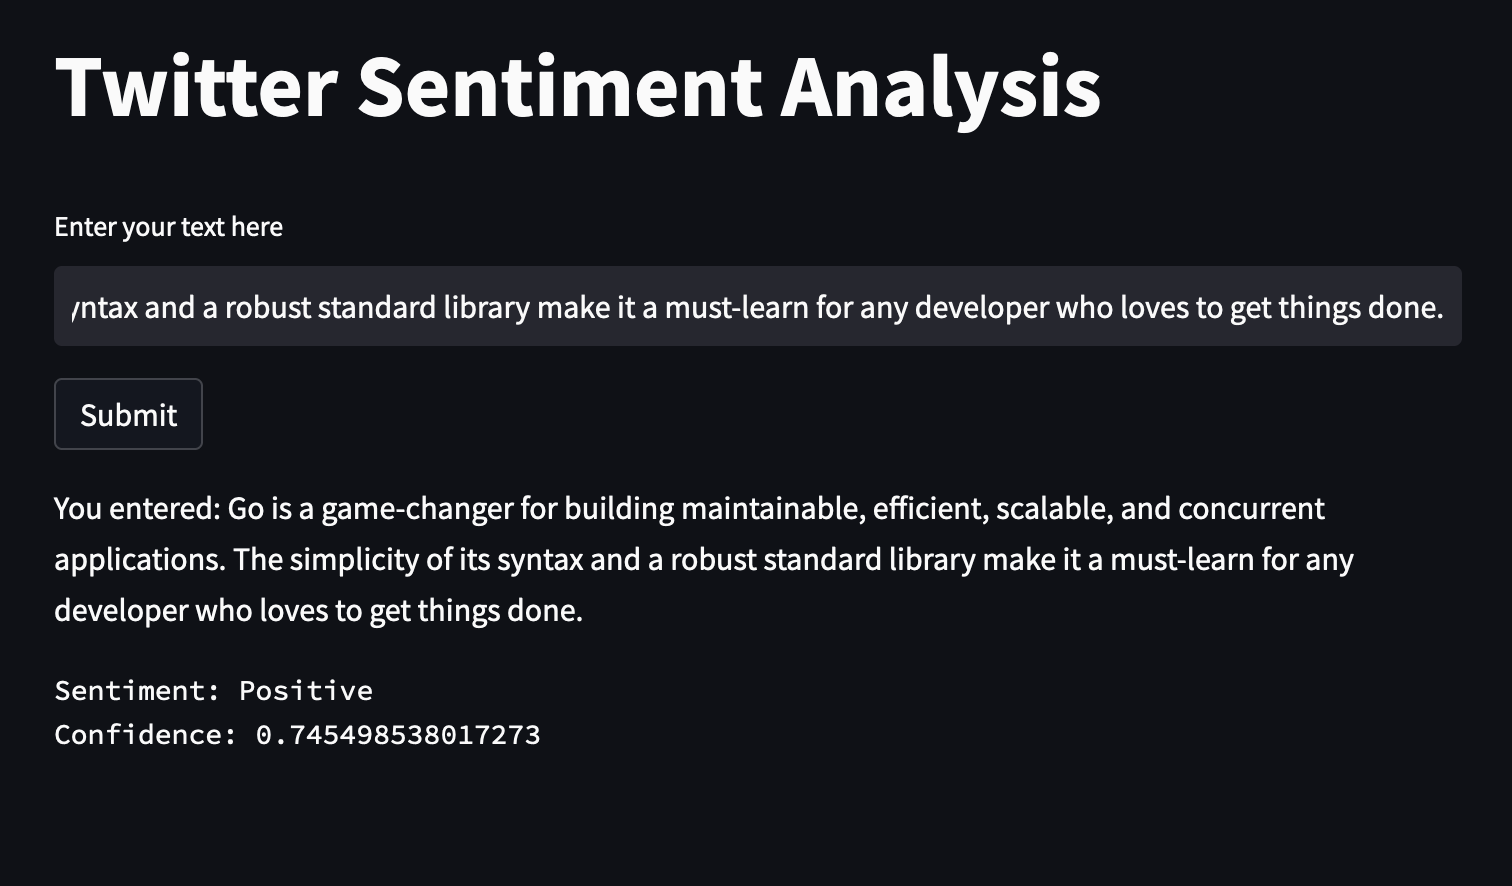 Twitter Sentiment Analysis
Enter your text here
yntax and a robust standard library make it a must-learn for any developer who loves to get things done.
Submit
You entered: Go is a game-changer for building maintainable, efficient, scalable, and concurrent
applications. The simplicity of its syntax and a robust standard library make it a must-learn for any
developer who loves to get things done.
Sentiment: Positive
Confidence: 0.745498538017273